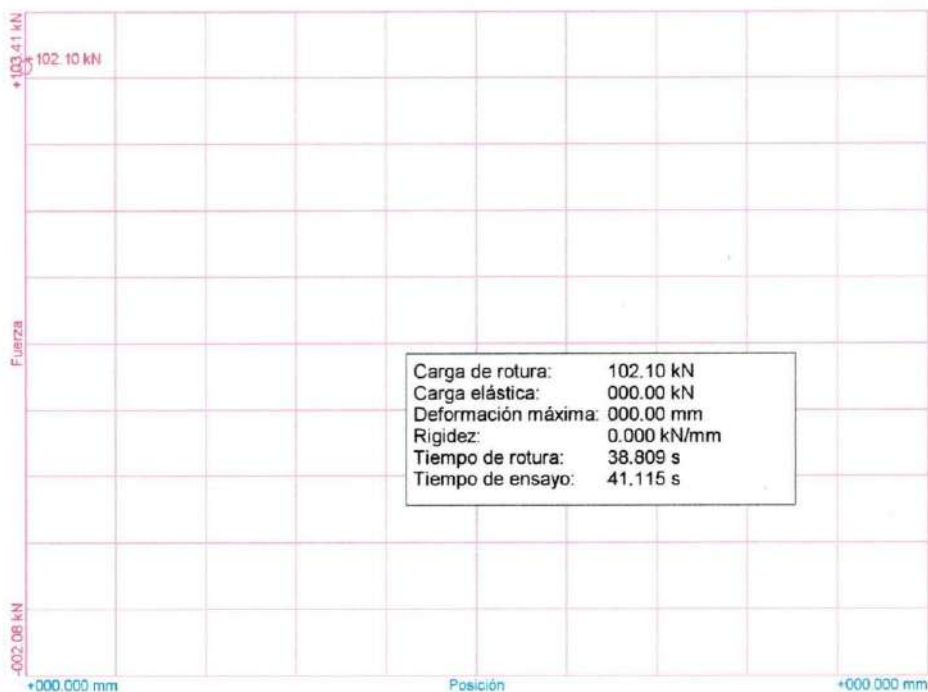 +103.41 kN
+102.10 kN
Fuerza
Carga de rotura: 102.10 kN
Carga elástica: 000.00 kN
Deformación máxima: 000.00 mm
Rigidez: 0.000 kN/mm
Tiempo de rotura: 38.809 s
Tiempo de ensayo: 41.115 s
-002.08 kN
+000.000 mm Posición +000.000 mm